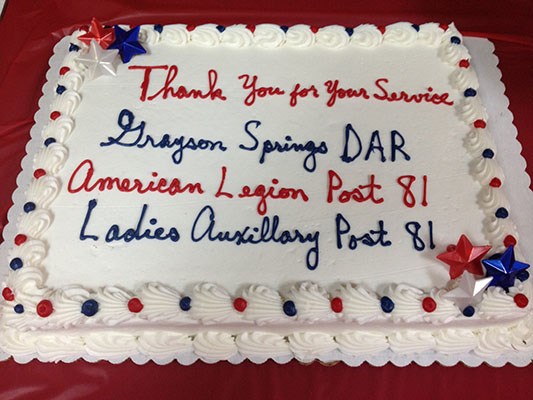 Thank You for Your Service
Grayson Springs DAR
American Legion Post 81
Ladies Auxillary Post 81